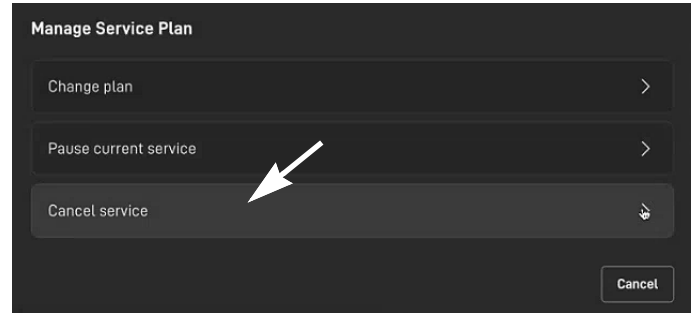 Manage Service Plan
Change plan
Pause current service
Cancel service
Cancel